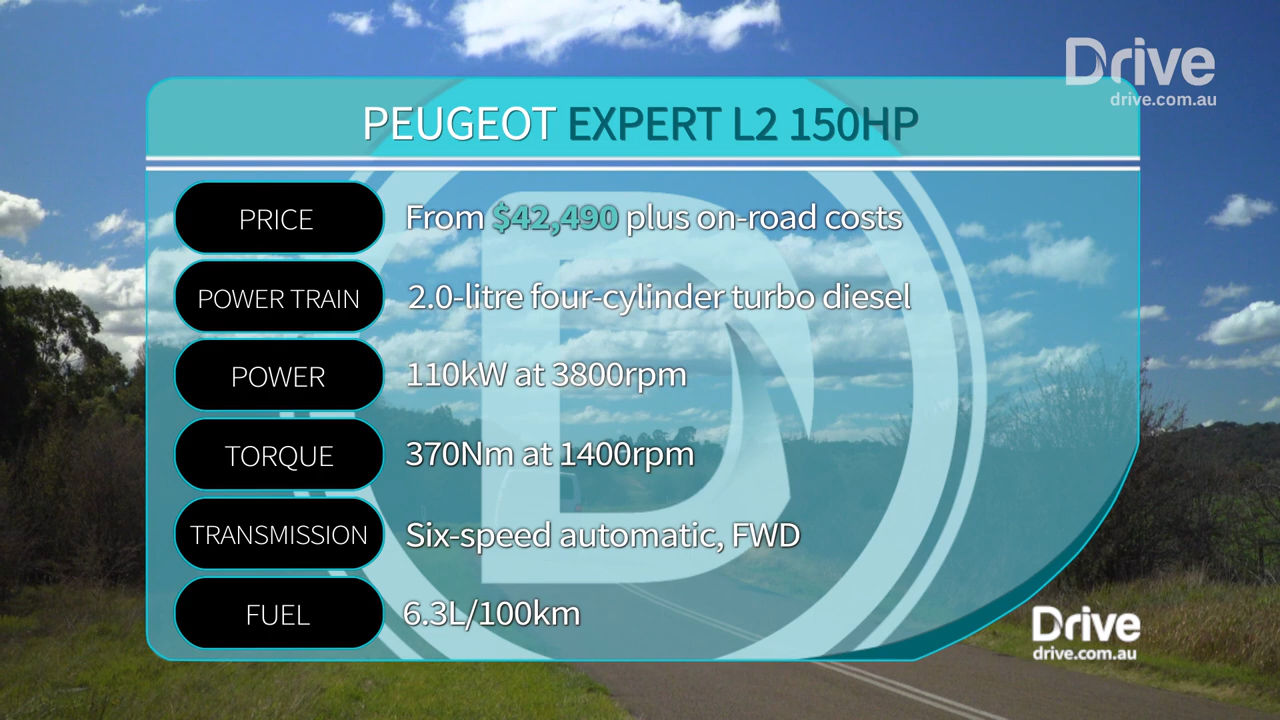 Drive
drive.com.au
PEUGEOT EXPERT L2 150HP
PRICE From $42,490 plus on-road costs
POWER TRAIN 2.0-litre four-cylinder turbo diesel
POWER 110kW at 3800rpm
TORQUE 370Nm at 1400rpm
TRANSMISSION Six-speed automatic, FWD
FUEL 6.3L/100km
Drive
drive.com.au